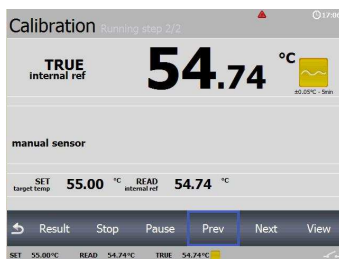 Calibration Running step 2/2
TRUE
internal ref
54.74 °C
±0.05°C - 5min
manual sensor
SET target temp 55.00 °C READ internal ref 54.74 °C
Result Stop Pause Prev Next View
SET 55.00°C READ 54.74°C TRUE 54.74°C